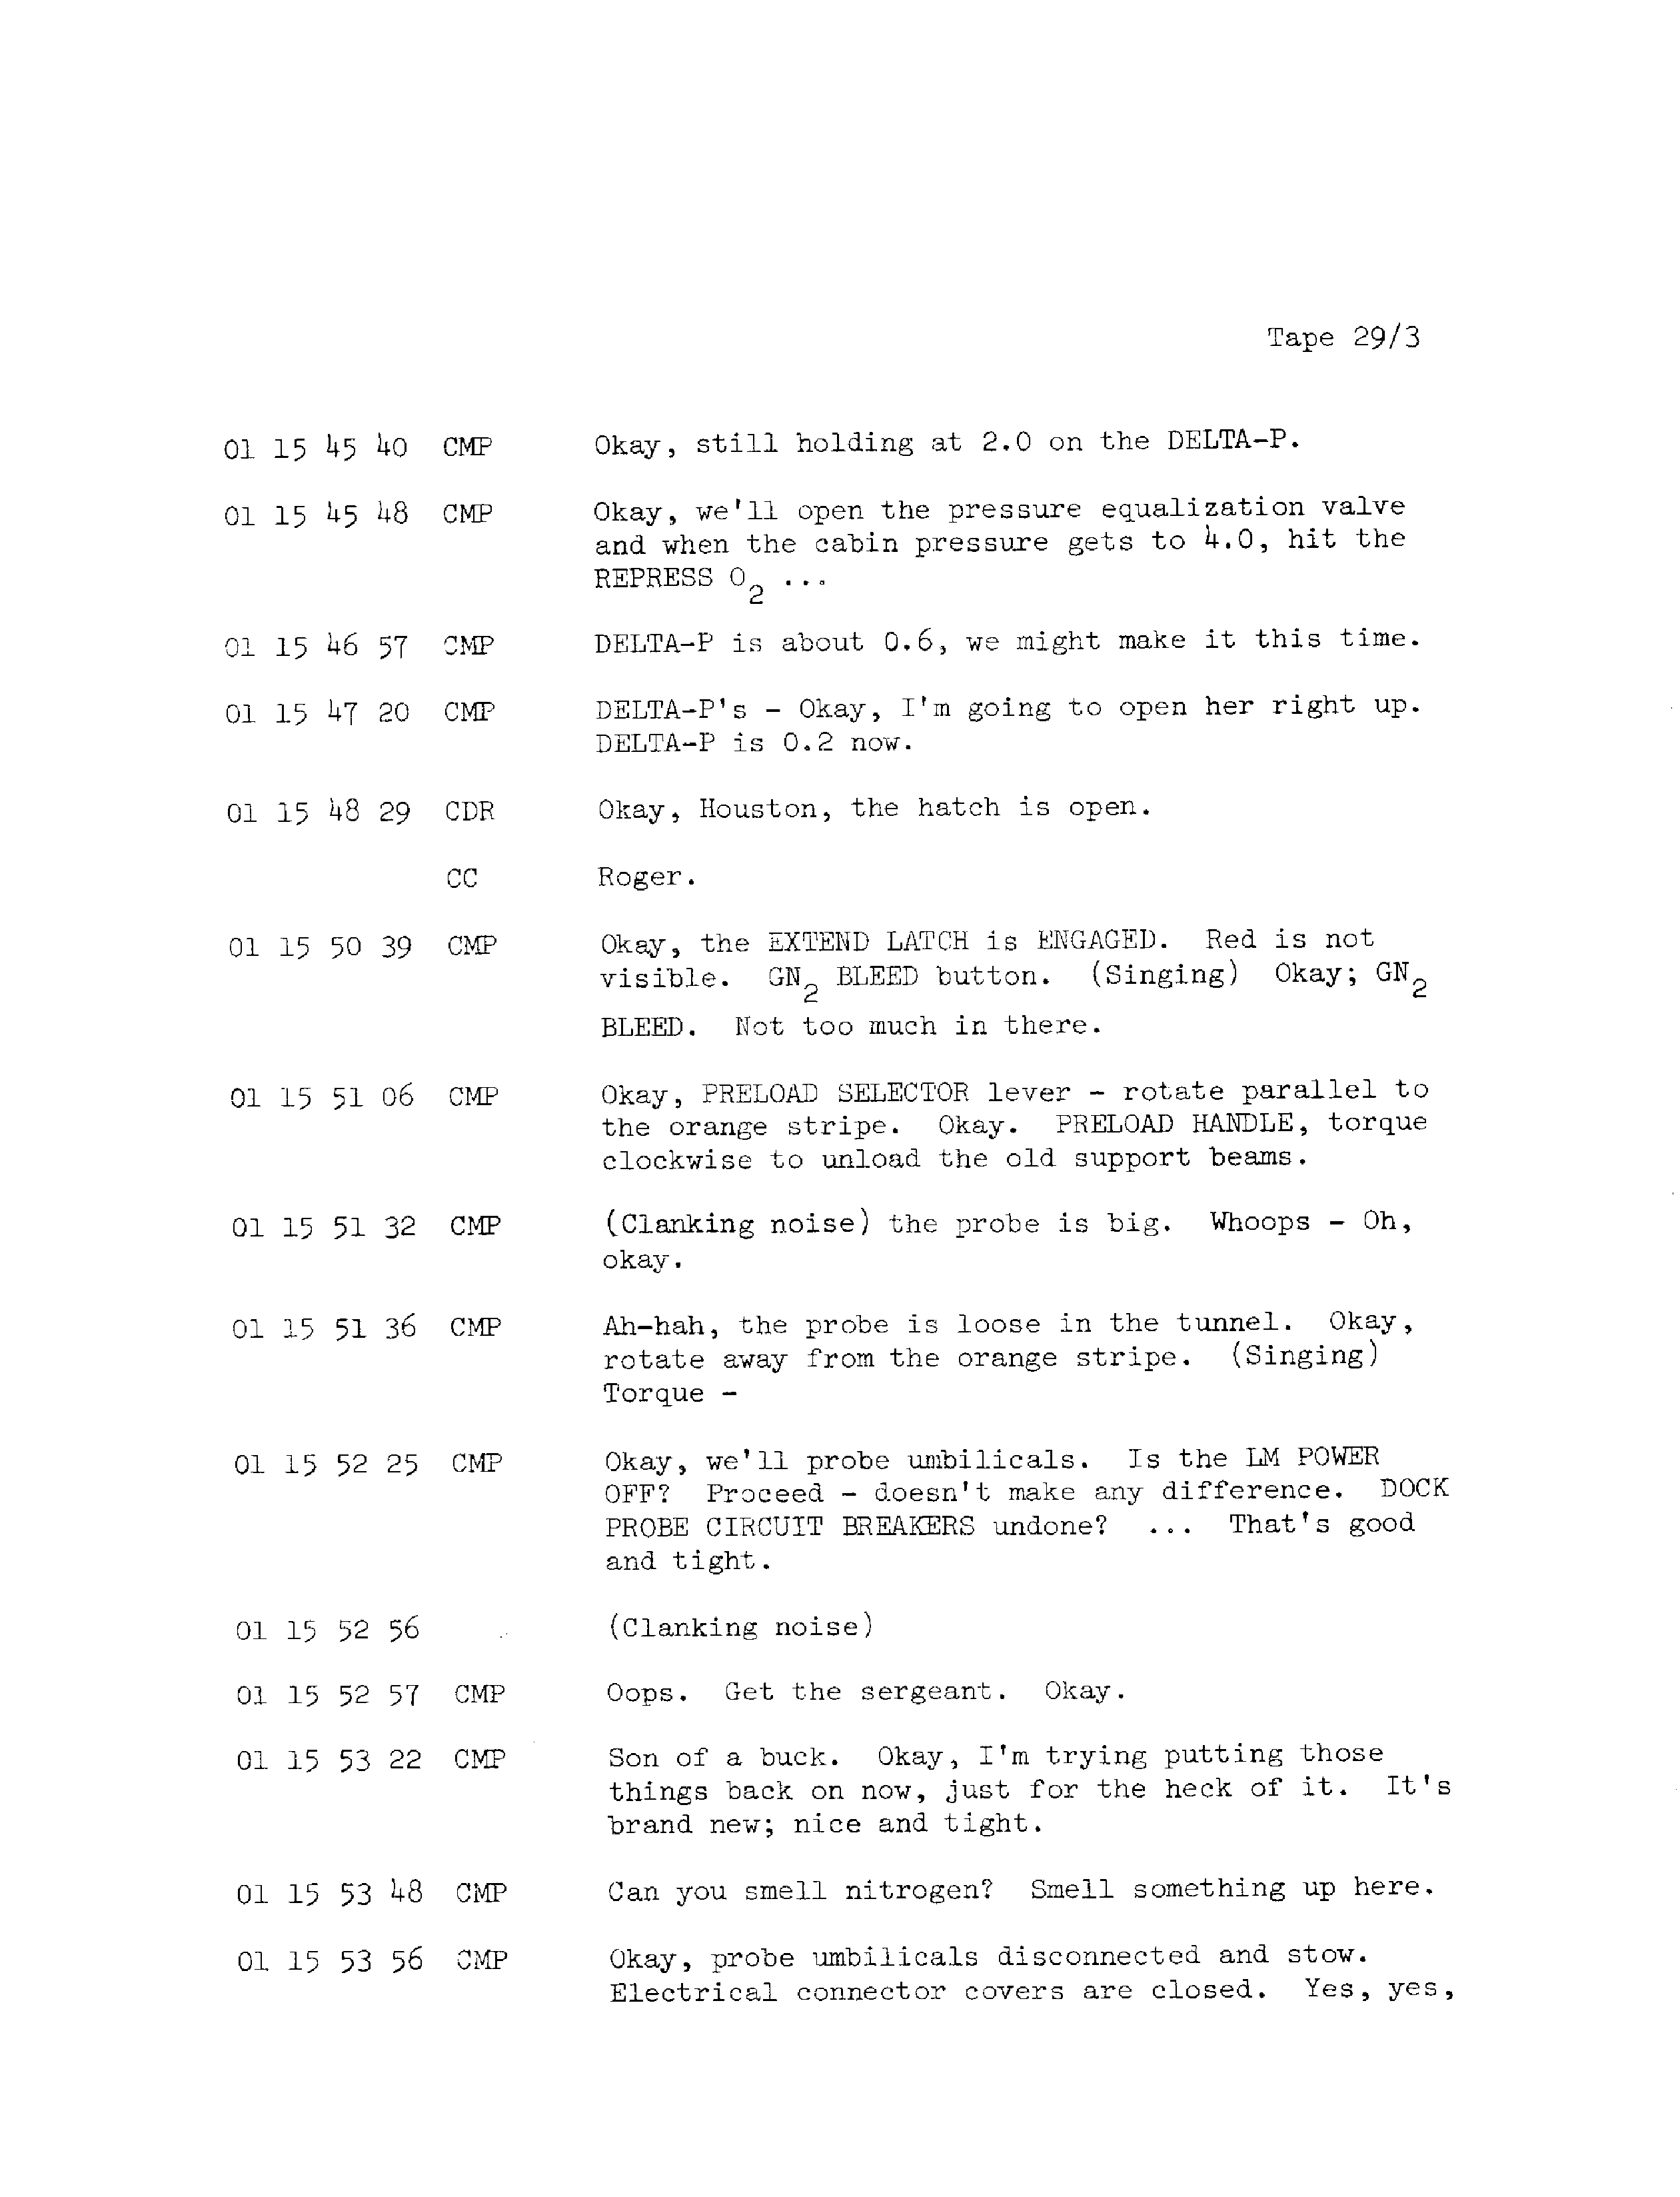 Tape 29/3
01 15 45 40 CMP Okay, still holding at 2.0 on the DELTA-P.
01 15 45 48 CMP Okay, we'll open the pressure equalization valve
and when the cabin pressure gets to 4.0, hit the
REPRESS O2 ...
01 15 46 57 CMP DELTA-P is about 0.6, we might make it this time.
01 15 47 20 CMP DELTA-P's - Okay, I'm going to open her right up.
DELTA-P is 0.2 now.
01 15 48 29 CDR Okay, Houston, the hatch is open.
CC Roger.
01 15 50 39 CMP Okay, the EXTEND LATCH is ENGAGED. Red is not
visible. GN2 BLEED button. (Singing) Okay; GN2
BLEED. Not too much in there.
01 15 51 06 CMP Okay, PRELOAD SELECTOR lever - rotate parallel to
the orange stripe. Okay. PRELOAD HANDLE, torque
clockwise to unload the old support beams.
01 15 51 32 CMP (Clanking noise) the probe is big. Whoops - Oh,
okay.
01 15 51 36 CMP Ah-hah, the probe is loose in the tunnel. Okay,
rotate away from the orange stripe. (Singing)
Torque -
01 15 52 25 CMP Okay, we'll probe umbilicals. Is the LM POWER
OFF? Proceed - doesn't make any difference. DOCK
PROBE CIRCUIT BREAKERS undone? ... That's good
and tight.
01 15 52 56 (Clanking noise)
01 15 52 57 CMP Oops. Get the sergeant. Okay.
01 15 53 22 CMP Son of a buck. Okay, I'm trying putting those
things back on now, just for the heck of it. It's
brand new; nice and tight.
01 15 53 48 CMP Can you smell nitrogen? Smell something up here.
01 15 53 56 CMP Okay, probe umbilicals disconnected and stow.
Electrical connector covers are closed. Yes, yes,